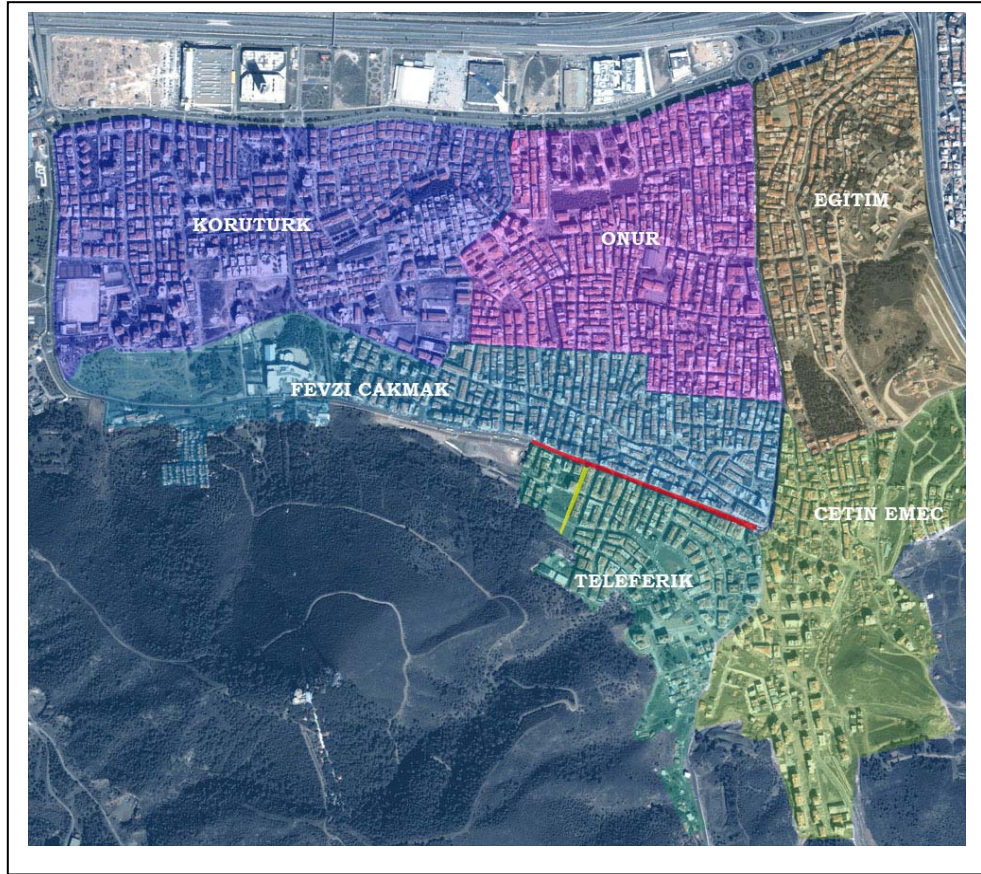 EGITIM
KORUTURK
ONUR
FEVZI CAKMAK
CETIN EMEC
TELEFERIK